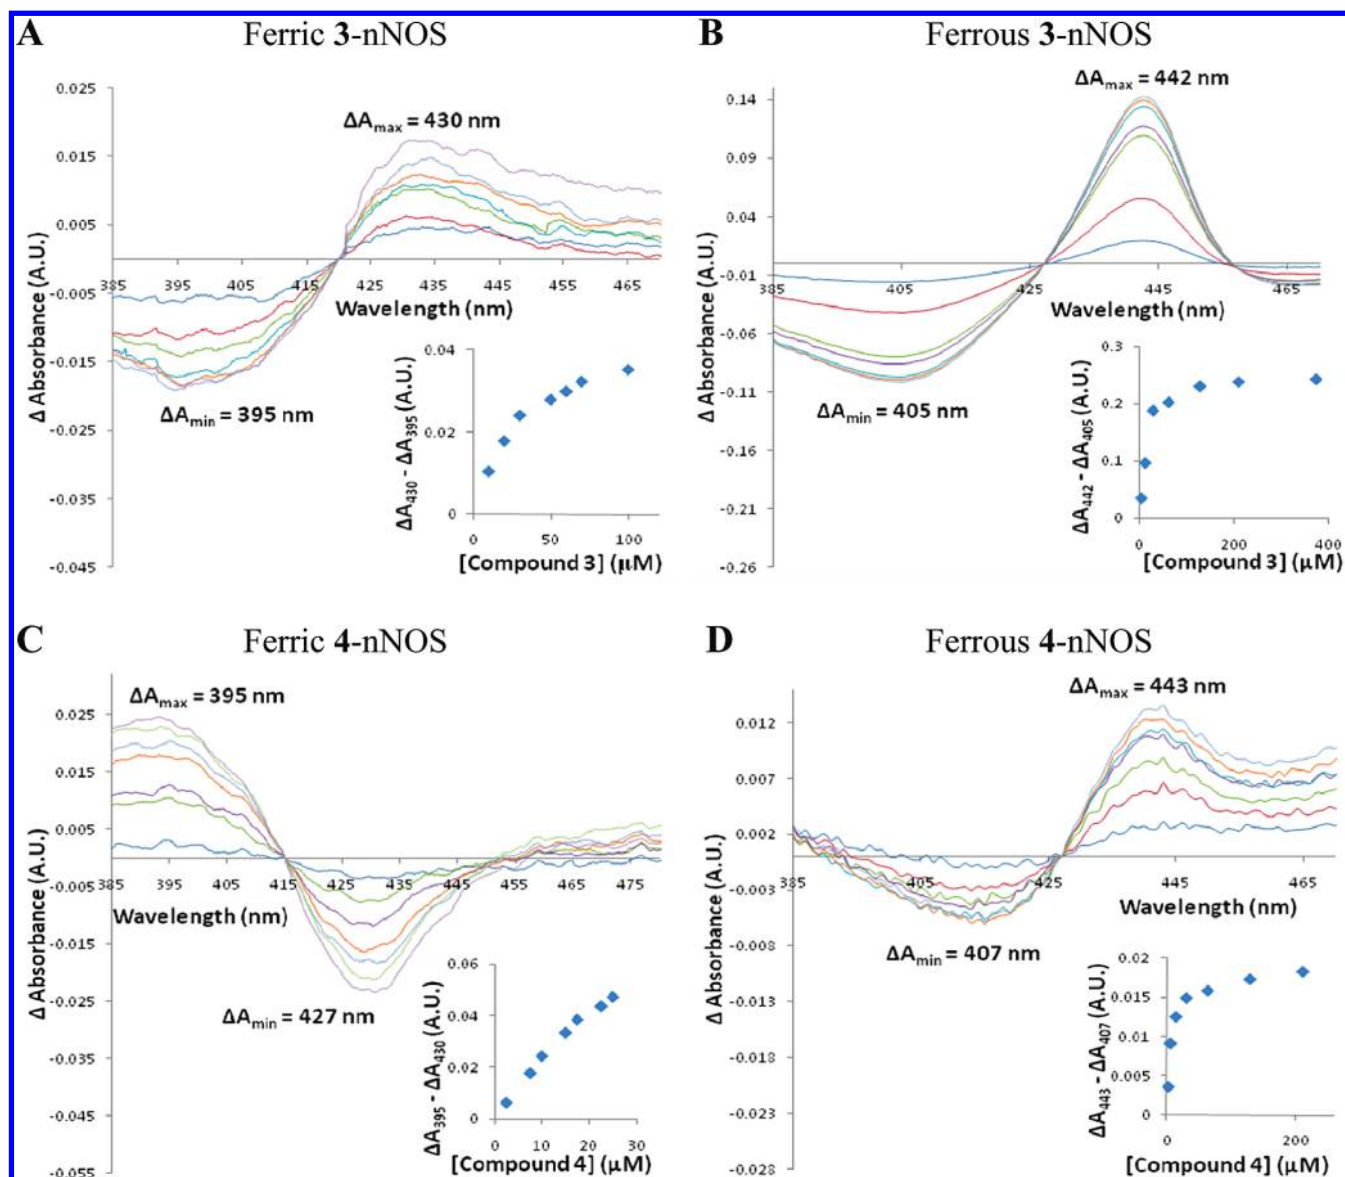 A Ferric 3-nNOS
ΔAmax = 430 nm
0.025
0.015
0.005
-0.005
-0.015
-0.025
-0.035
-0.045
385 395 405 415 425 435 445 455 465
Δ Absorbance (A.U.)
Wavelength (nm)
ΔAmin = 395 nm
ΔA430 - ΔA395 (A.U.)
0.04
0.02
0
0 50 100
[Compound 3] (μM)
B Ferrous 3-nNOS
ΔAmax = 442 nm
0.14
0.09
0.04
-0.01
-0.06
-0.11
-0.16
-0.21
-0.26
385 405 425 445 465
Δ Absorbance (A.U.)
Wavelength (nm)
ΔAmin = 405 nm
ΔA442 - ΔA405 (A.U.)
0.3
0.2
0.1
0
0 200 400
[Compound 3] (μM)
C Ferric 4-nNOS
ΔAmax = 395 nm
0.025
0.015
0.005
-0.005
-0.015
-0.025
-0.035
-0.045
-0.055
385 395 405 415 425 435 445 455 465 475
Δ Absorbance (A.U.)
Wavelength (nm)
ΔAmin = 427 nm
ΔA395 - ΔA430 (A.U.)
0.06
0.04
0.02
0
0 10 20 30
[Compound 4] (μM)
D Ferrous 4-nNOS
ΔAmax = 443 nm
0.012
0.007
0.002
-0.003
-0.008
-0.013
-0.018
-0.023
-0.028
385 405 425 445 465
Δ Absorbance (A.U.)
Wavelength (nm)
ΔAmin = 407 nm
ΔA443 - ΔA407 (A.U.)
0.02
0.015
0.01
0.005
0
0 200
[Compound 4] (μM)